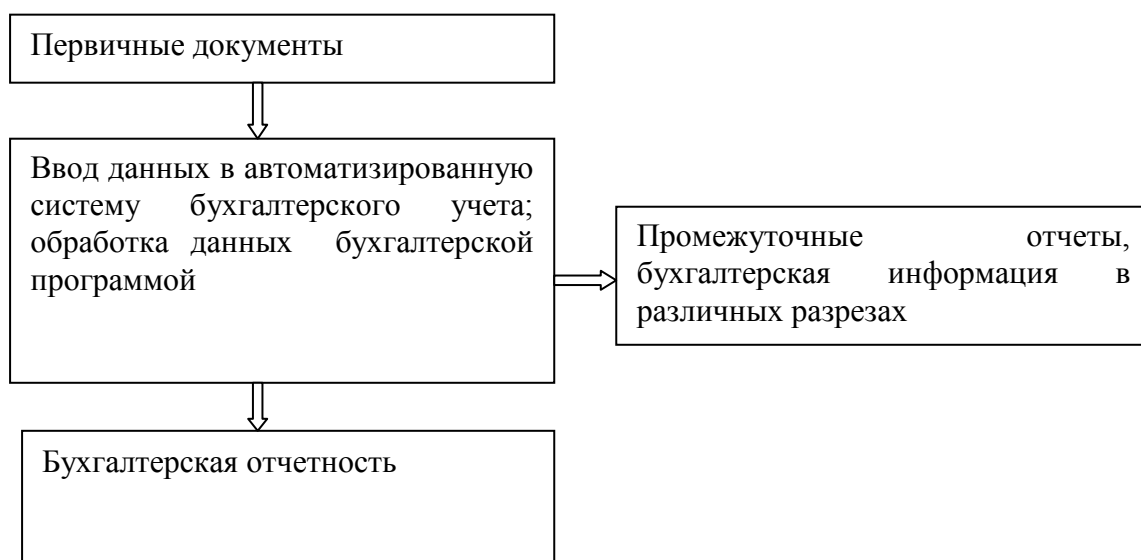 Первичные документы
Ввод данных в автоматизированную
систему бухгалтерского учета;
обработка данных бухгалтерской
программой
Промежуточные отчеты,
бухгалтерская информация в
различных разрезах
Бухгалтерская отчетность